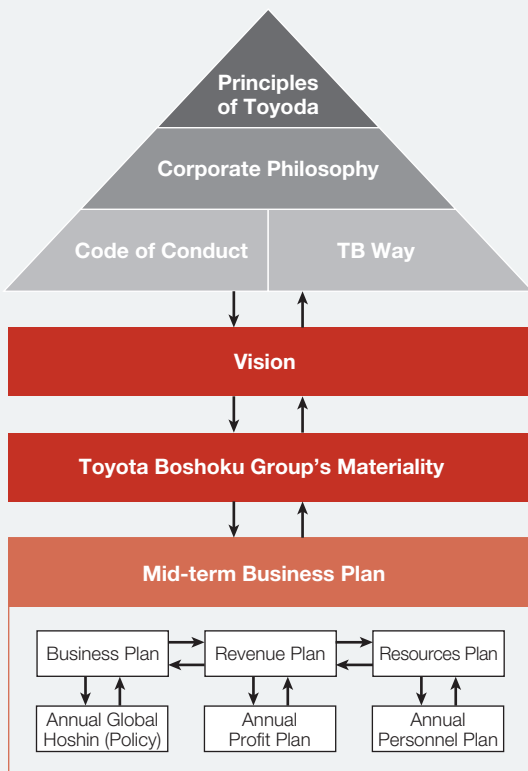 Principles
of Toyoda
Corporate Philosophy
Code of Conduct
TB Way
Vision
Toyota Boshoku Group's Materiality
Mid-term Business Plan
Business Plan
Revenue Plan
Resources Plan
Annual Global
Hoshin (Policy)
Annual
Profit Plan
Annual
Personnel Plan